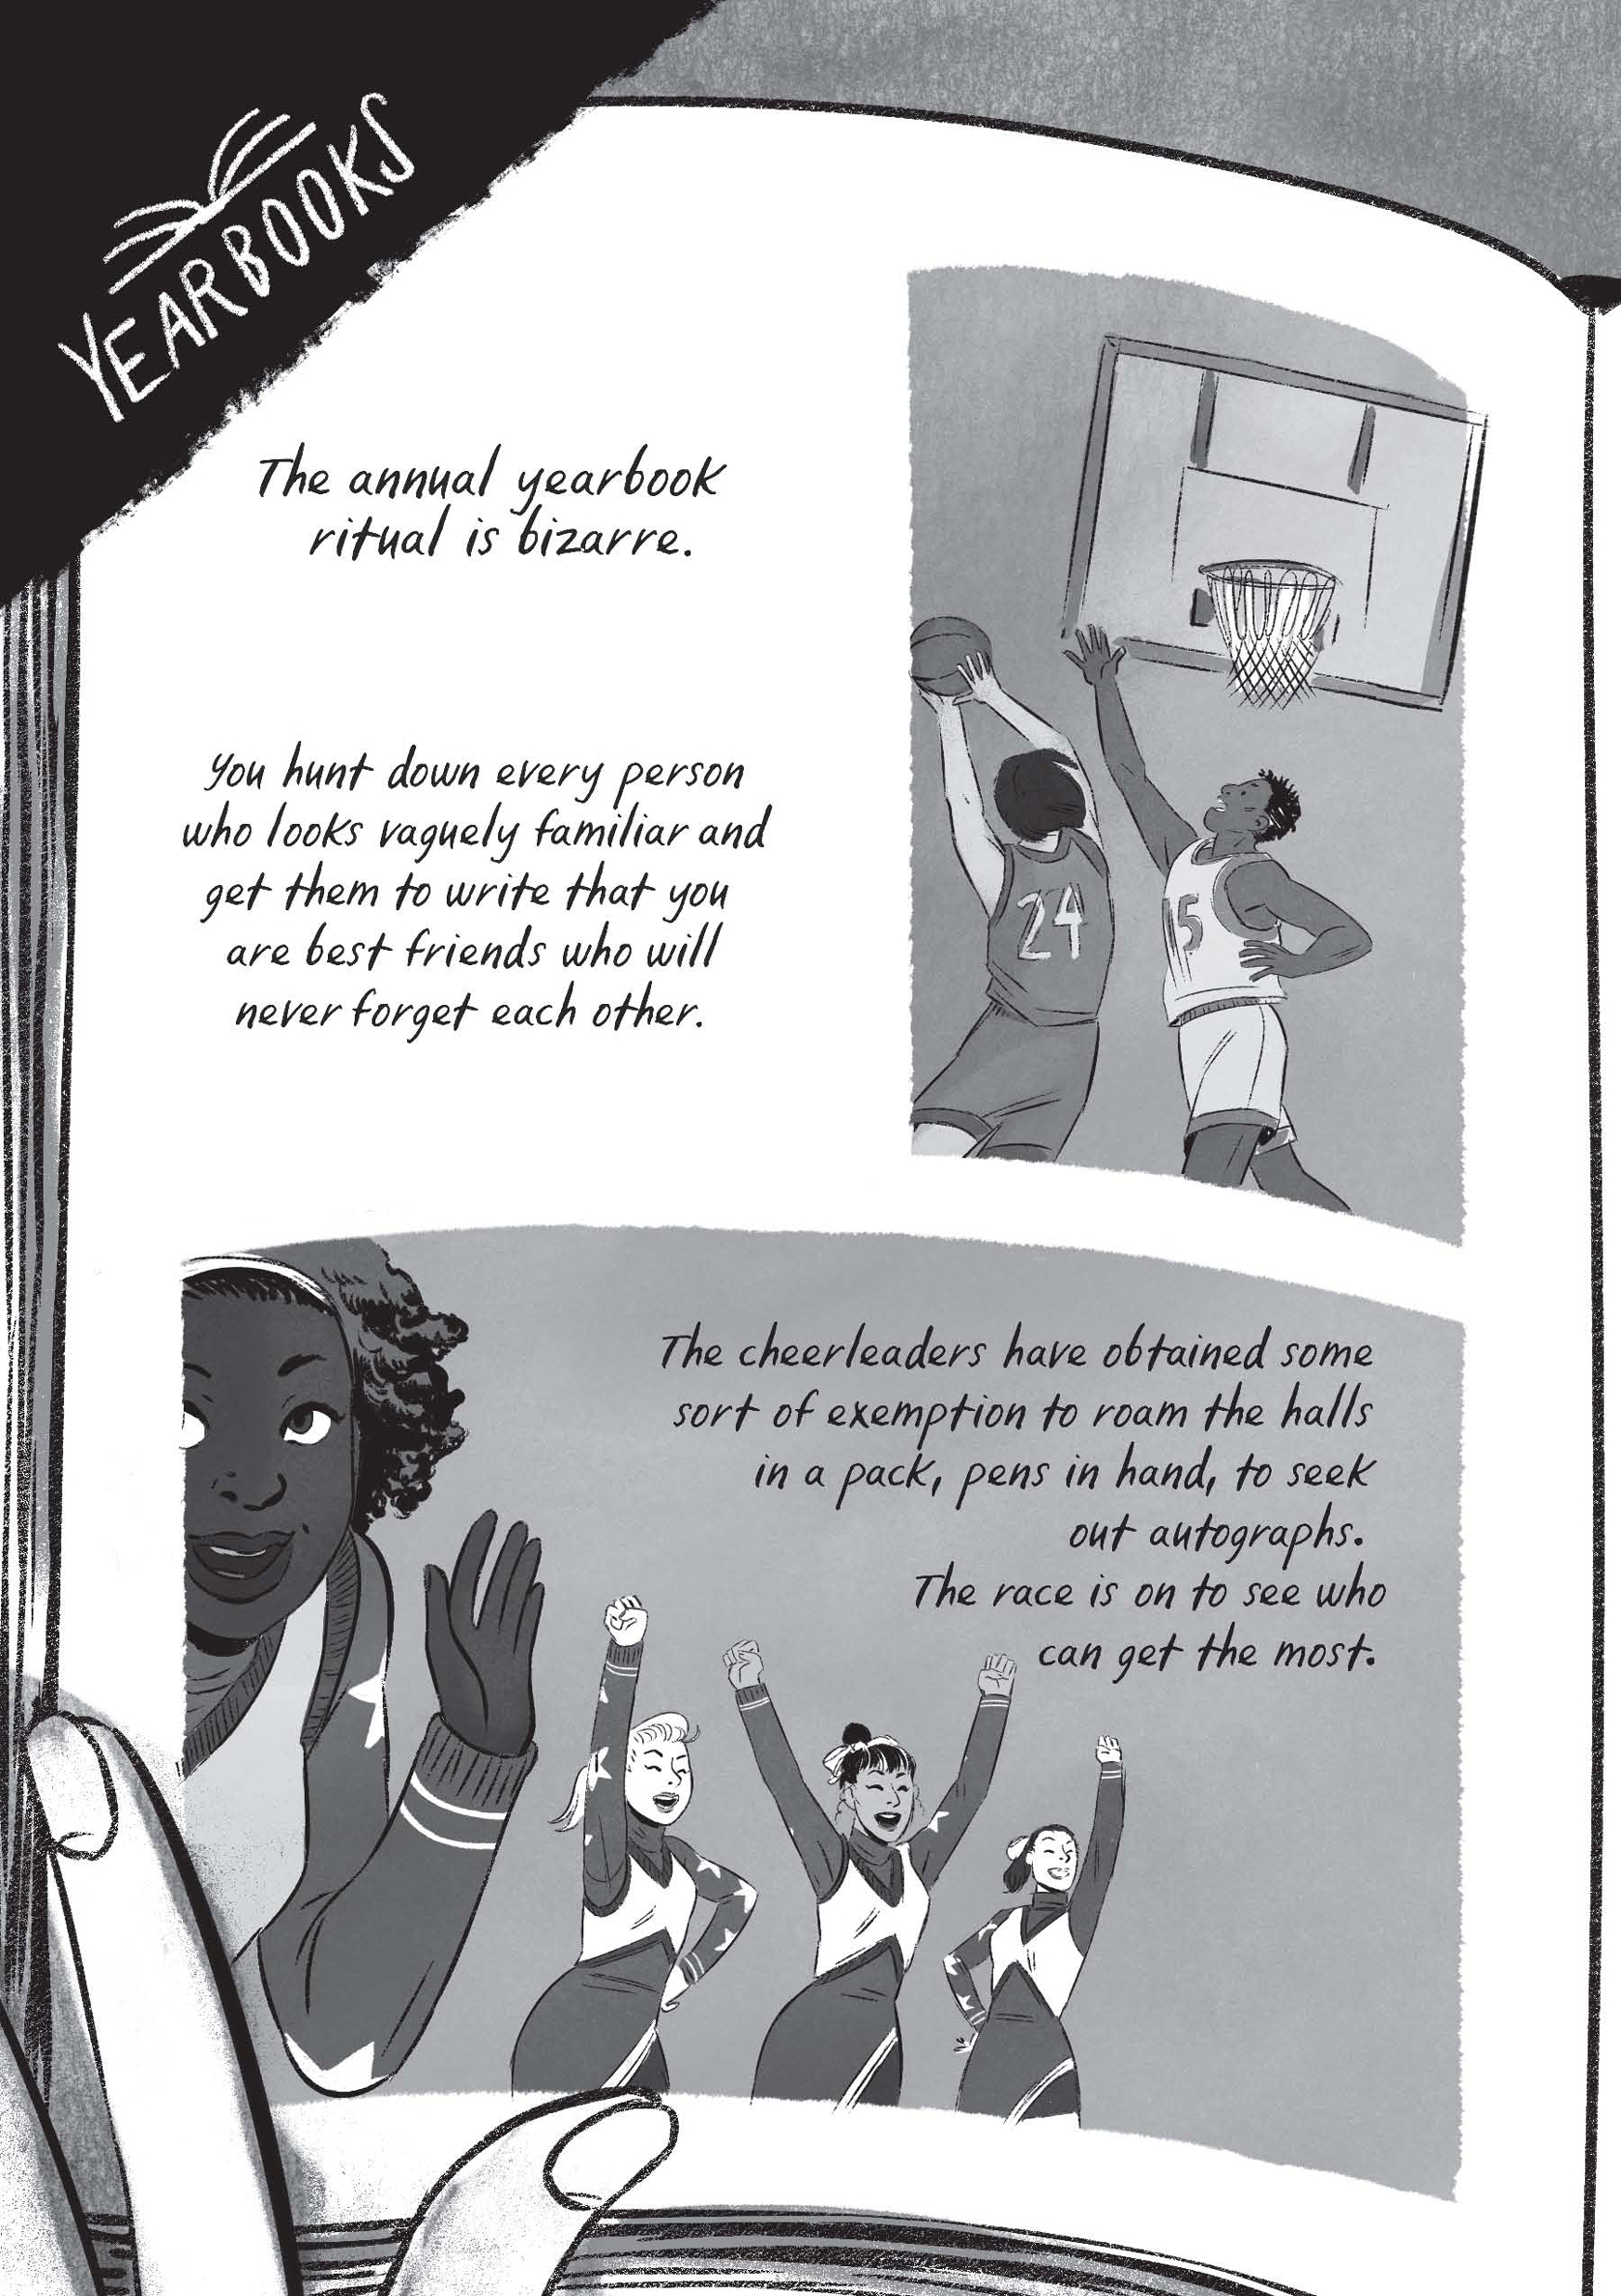 YEARBOOKS
The annual yearbook
ritual is bizarre.
You hunt down every person
who looks vaguely familiar and
get them to write that you
are best friends who will
never forget each other.
24
15
The cheerleaders have obtained some
sort of exemption to roam the halls
in a pack, pens in hand, to seek
out autographs.
The race is on to see who
can get the most.